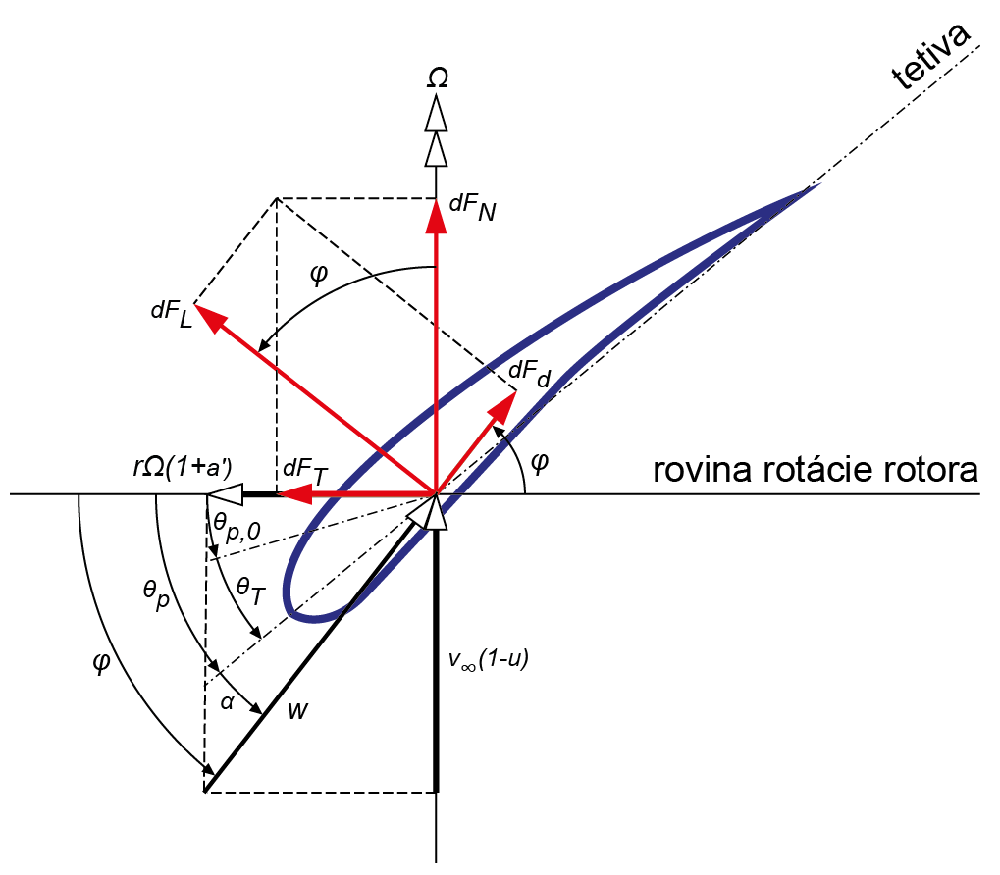 tetiva
Ω
dF_N
φ
dF_L
dF_d
φ
rΩ(1+a')
dF_T
rovina rotácie rotora
θ_p,0
θ_T
θ_p
φ
v_∞(1-u)
α
w